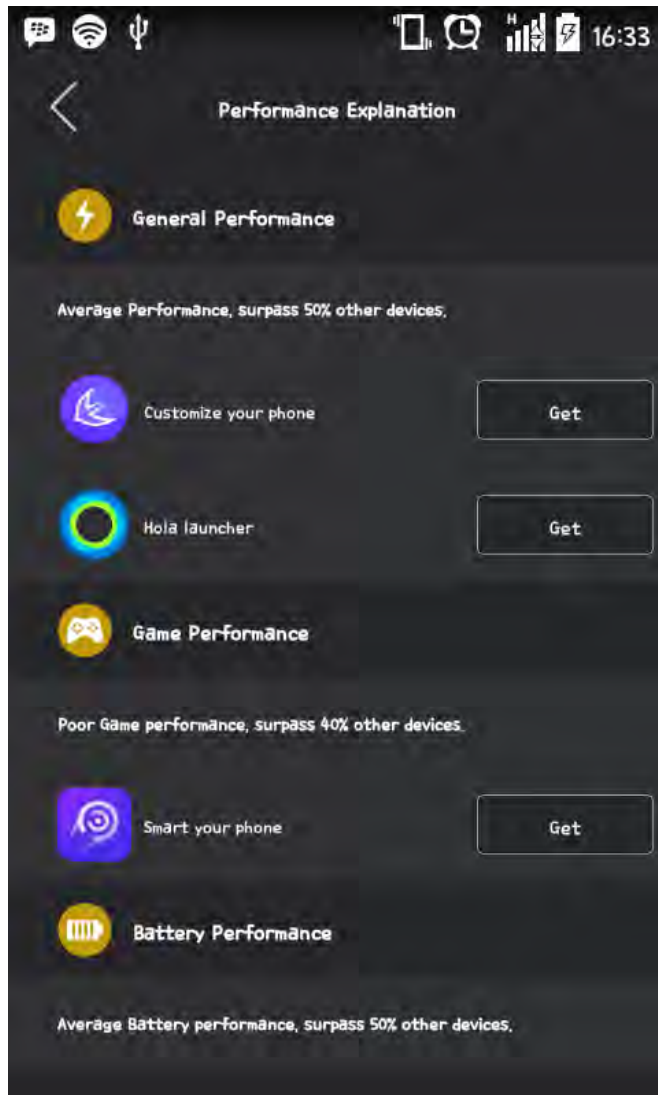 H
16:33
Performance Explanation
General Performance
Average Performance, surpass 50% other devices.
Customize your phone
Get
Hola launcher
Get
Game Performance
Poor Game performance, surpass 40% other devices.
Smart your phone
Get
Battery Performance
Average Battery performance, surpass 50% other devices.